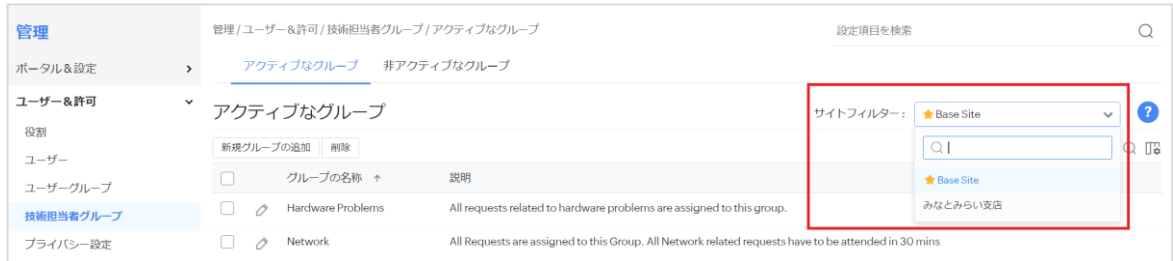 管理
管理 / ユーザー&許可 / 技術担当者グループ / アクティブなグループ
設定項目を検索
ポータル&設定
アクティブなグループ 非アクティブなグループ
ユーザー&許可
役割
ユーザー
ユーザーグループ
技術担当者グループ
プライバシー設定
アクティブなグループ
サイトフィルター :
Base Site
?
新規グループの追加 削除
Base Site
みなとみらい支店
グループの名称 説明
Hardware Problems All requests related to hardware problems are assigned to this group.
Network All Requests are assigned to this Group. All Network related requests have to be attended in 30 mins